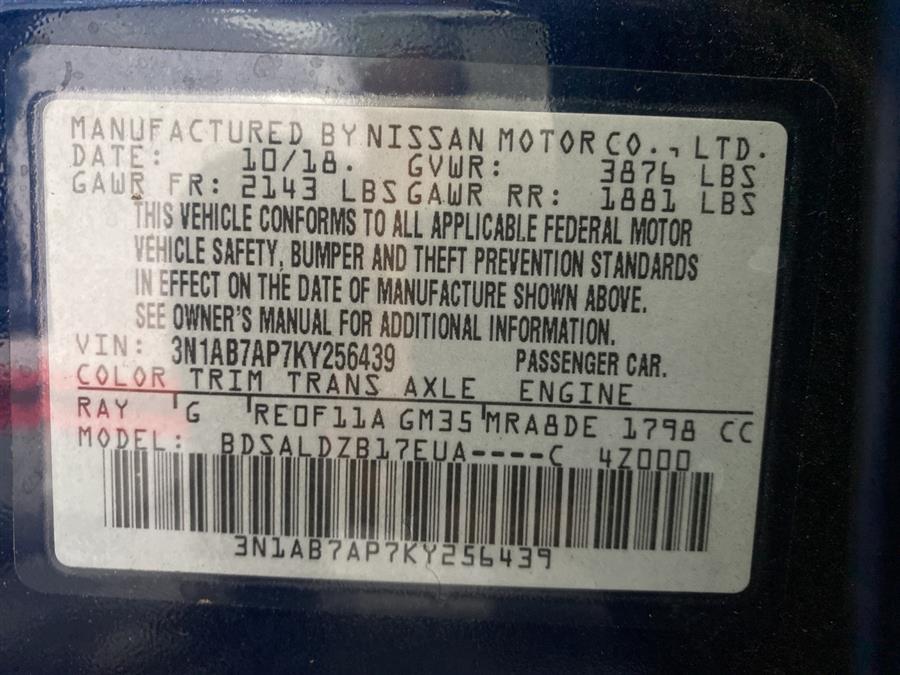 MANUFACTURED BY NISSAN MOTOR CO., LTD.
DATE: 10/18. GVWR: 3876 LBS
GAWR FR: 2143 LBS GAWR RR: 1881 LBS
THIS VEHICLE CONFORMS TO ALL APPLICABLE FEDERAL MOTOR
VEHICLE SAFETY, BUMPER AND THEFT PREVENTION STANDARDS
IN EFFECT ON THE DATE OF MANUFACTURE SHOWN ABOVE.
SEE OWNER'S MANUAL FOR ADDITIONAL INFORMATION.
VIN: 3N1AB7AP7KY256439 PASSENGER CAR.
COLOR TRIM TRANS AXLE ENGINE
RAY G RE0F11A GM35 MRA8DE 1798 CC
MODEL: BDSALDZB17EUA----C 4Z000
3N1AB7AP7KY256439